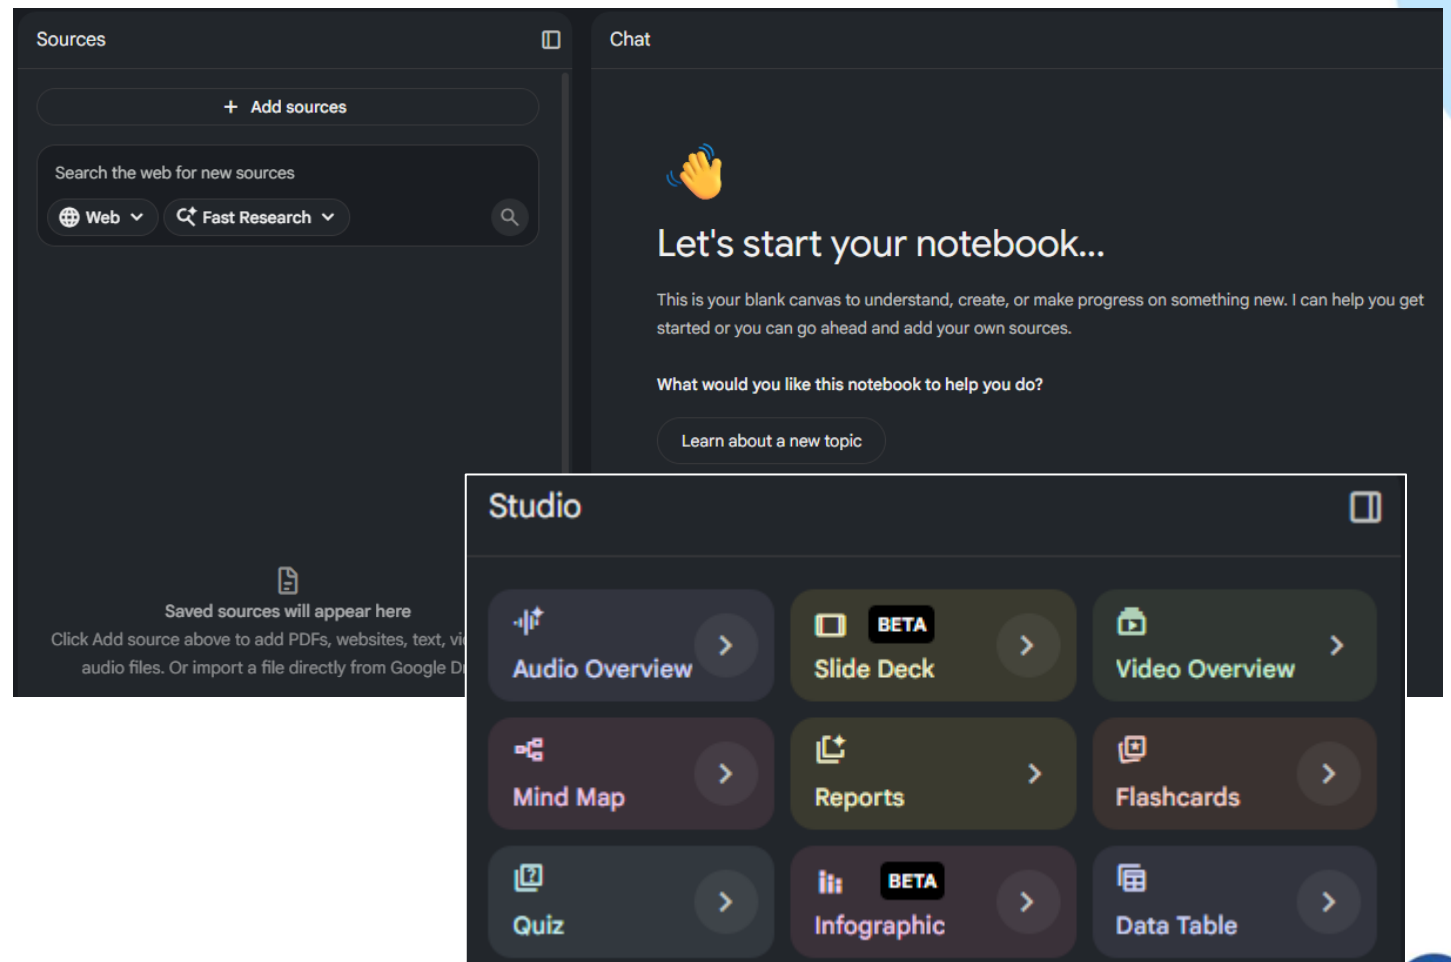 Sources
Add sources
Search the web for new sources
Web
Fast Research
Saved sources will appear here
Click Add source above to add PDFs, websites, text,
audio files. Or import a file directly from Google
Chat
Let's start your notebook...
This is your blank canvas to understand, create, or make progress on something new. I can help you get
started or you can go ahead and add your own sources.
What would you like this notebook to help you do?
Learn about a new topic
Studio
Audio Overview
BETA
Slide Deck
Video Overview
Mind Map
Reports
Flashcards
Quiz
BETA
Infographic
Data Table